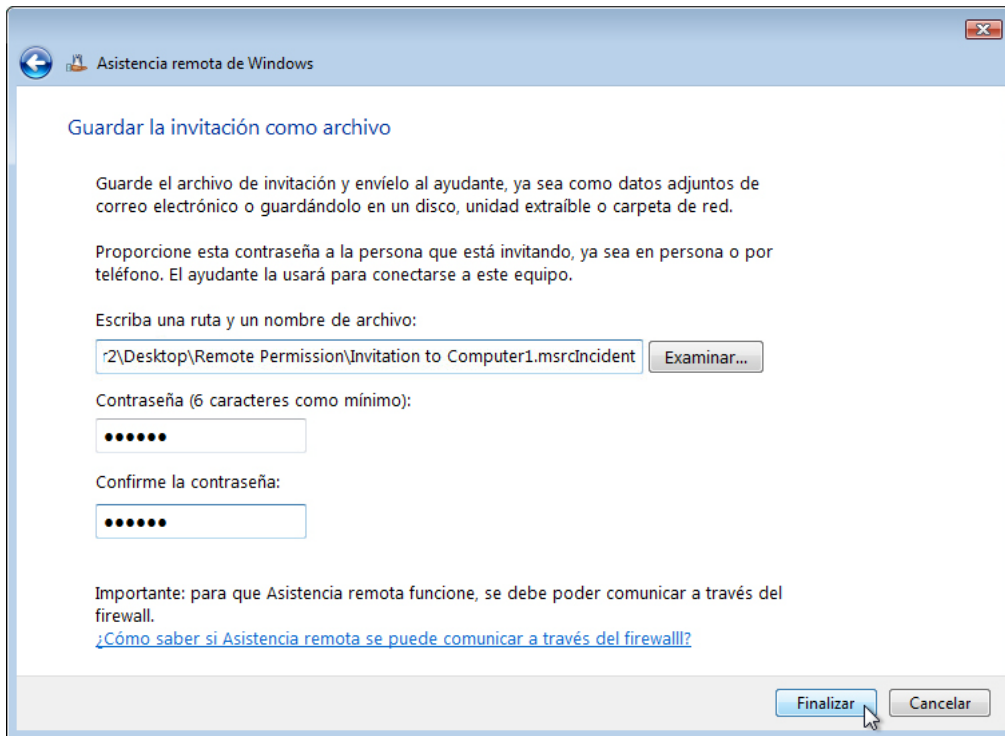 Asistencia remota de Windows
Guardar la invitación como archivo
Guarde el archivo de invitación y envíelo al ayudante, ya sea como datos adjuntos de
correo electrónico o guardándolo en un disco, unidad extraíble o carpeta de red.
Proporcione esta contraseña a la persona que está invitando, ya sea en persona o por
teléfono. El ayudante la usará para conectarse a este equipo.
Escriba una ruta y un nombre de archivo:
r2\Desktop\Remote Permission\Invitation to Computer1.msrcIncident
Examinar...
Contraseña (6 caracteres como mínimo):
●●●●●●
Confirme la contraseña:
●●●●●●
Importante: para que Asistencia remota funcione, se debe poder comunicar a través del
firewall.
¿Cómo saber si Asistencia remota se puede comunicar a través del firewalll?
Finalizar
Cancelar